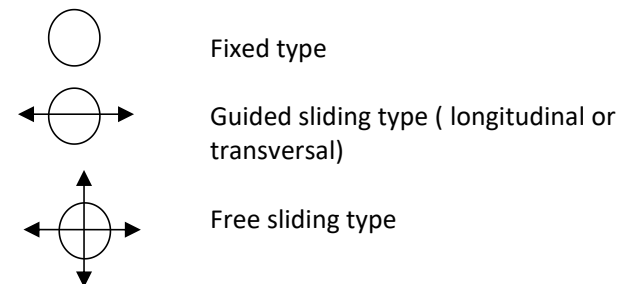 Fixed type
Guided sliding type ( longitudinal or
transversal)
Free sliding type